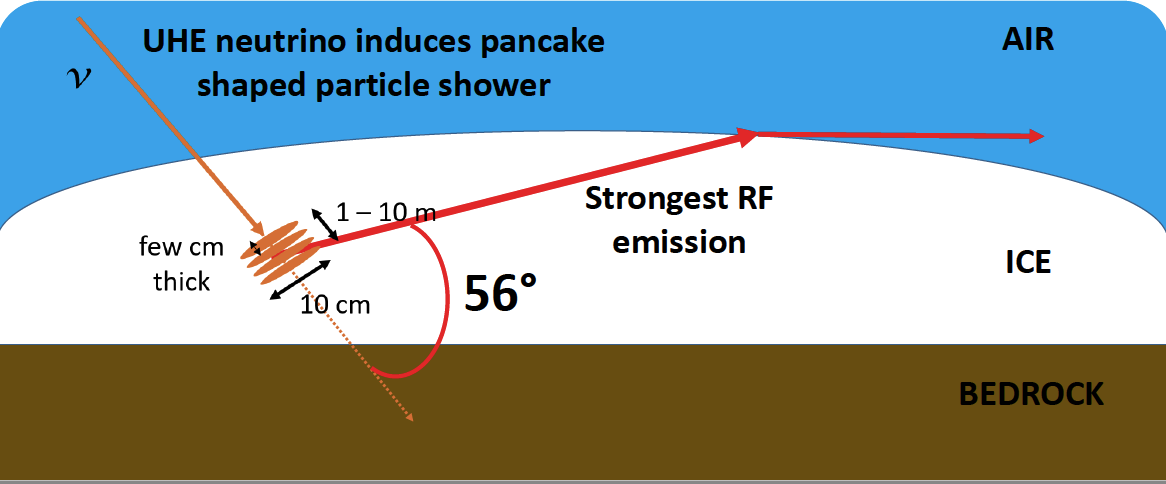 UHE neutrino induces pancake
shaped particle shower
AIR
ν
1 – 10 m
Strongest RF
emission
few cm
thick
ICE
56°
10 cm
BEDROCK